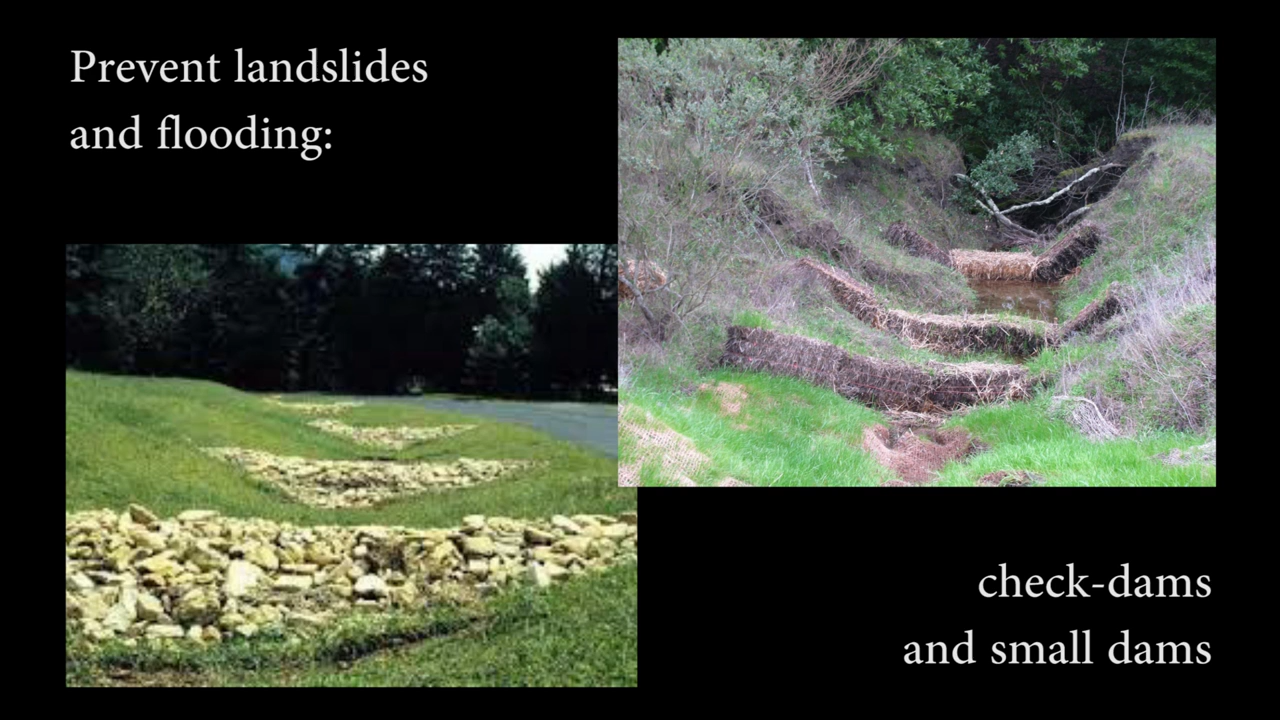 Prevent landslides
and flooding:
check-dams
and small dams